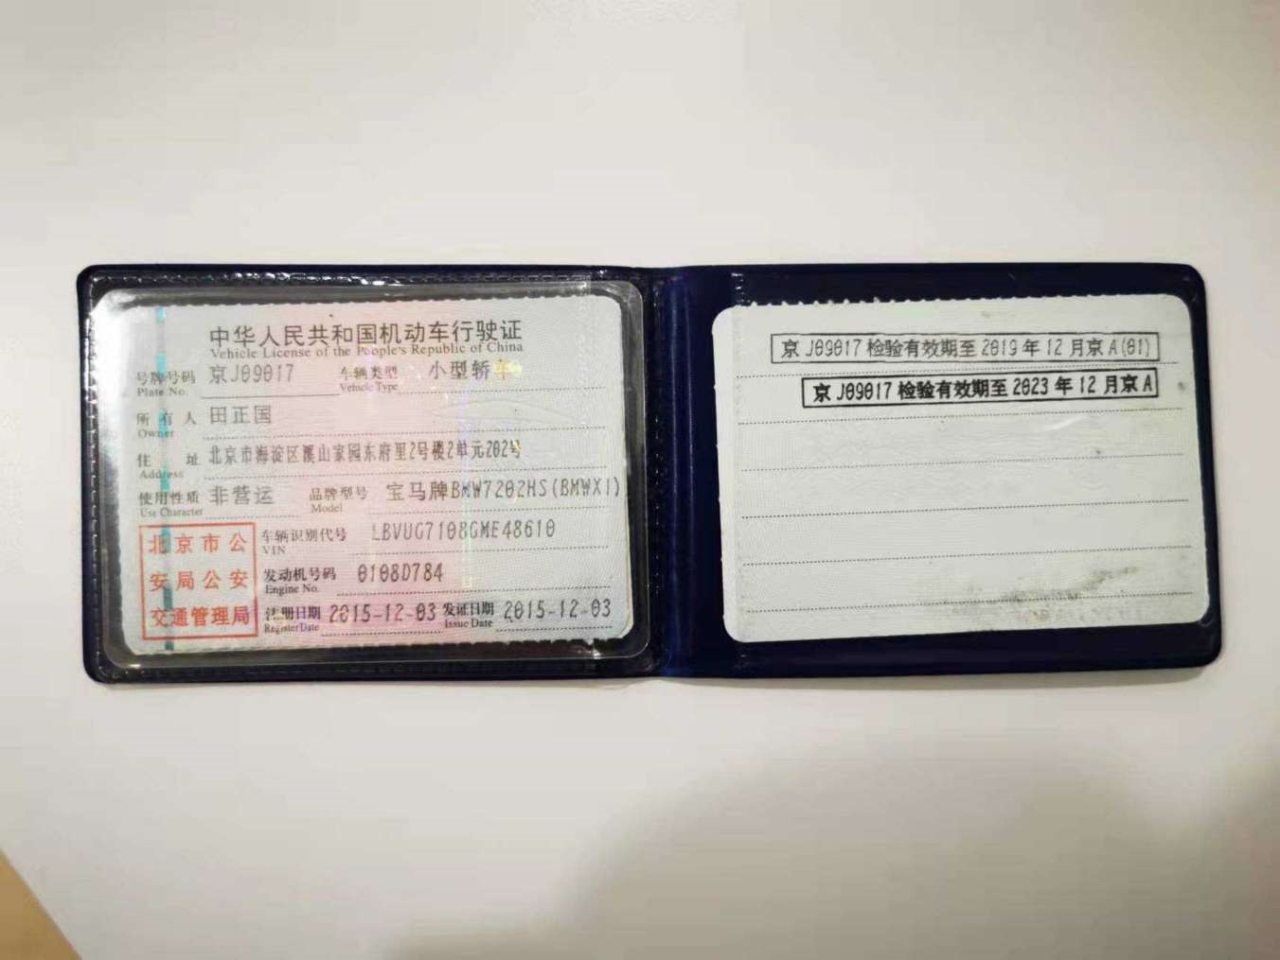 中华人民共和国机动车行驶证
Vehicle License of the People's Republic of China
号牌号码 京J09017 车辆类型 小型轿车
Plate No. Vehicle Type
所有人 田正国
Owner
住址 北京市海淀区溪山家园东府里2号楼2单元202号
Address
使用性质 非营运 品牌型号 宝马牌BMW7202HS(BMWX1)
Use Character Model
北京市公 车辆识别代号 LBVUG7108GME48610
VIN
安局公安 发动机号码 0108D784
Engine No.
交通管理局 注册日期 2015-12-03 发证日期 2015-12-03
Register Date Issue Date
京J09017检验有效期至2019年12月京A(01)
京J09017检验有效期至2023年12月京A